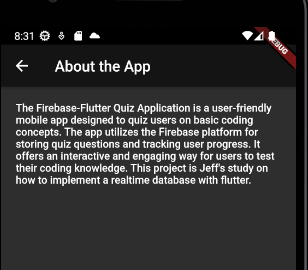 8:31
DEBUG
About the App
The Firebase-Flutter Quiz Application is a user-friendly
mobile app designed to quiz users on basic coding
concepts. The app utilizes the Firebase platform for
storing quiz questions and tracking user progress. It
offers an interactive and engaging way for users to test
their coding knowledge. This project is Jeff's study on
how to implement a realtime database with flutter.